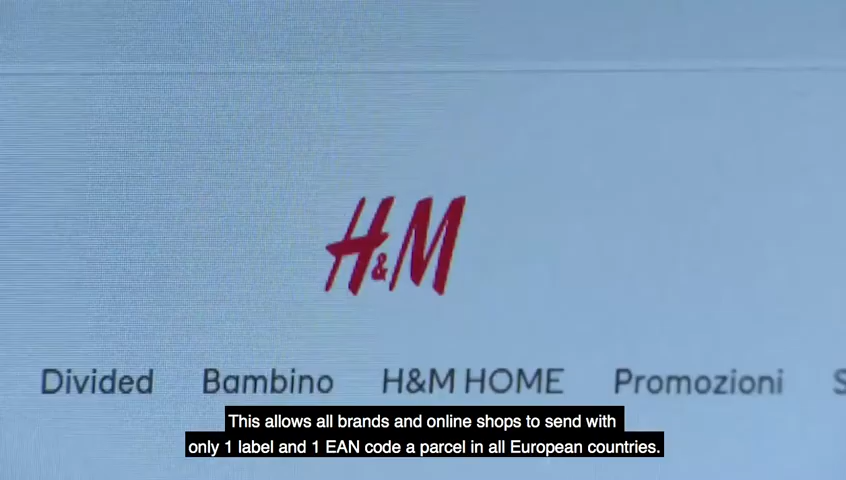 H&M
Divided Bambino H&M HOME Promozioni S
This allows all brands and online shops to send with
only 1 label and 1 EAN code a parcel in all European countries.